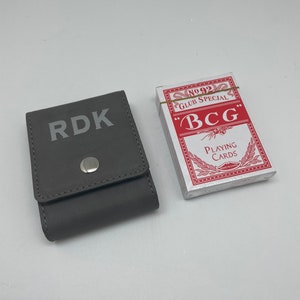 RDK
No 92
Club Special
"BCG"
Playing
Cards